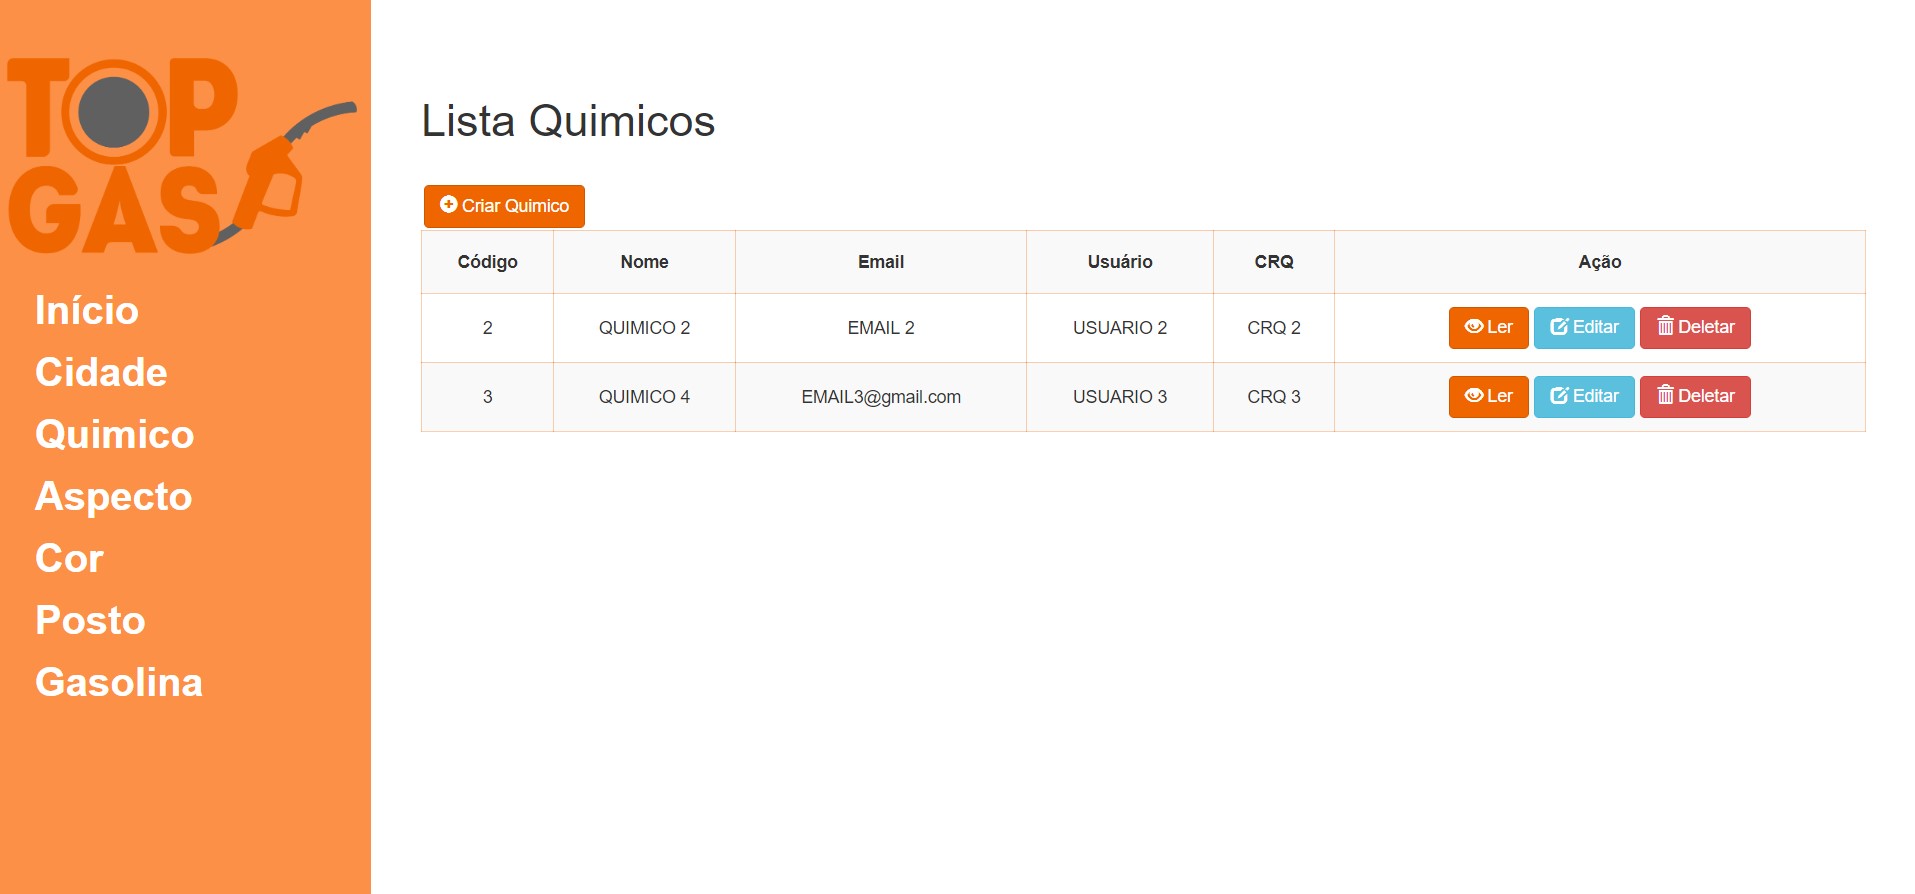 TOP
GAS
Início
Cidade
Quimico
Aspecto
Cor
Posto
Gasolina
Lista Quimicos
Criar Quimico
Código Nome Email Usuário CRQ Ação
2 QUIMICO 2 EMAIL 2 USUARIO 2 CRQ 2 Ler Editar Deletar
3 QUIMICO 4 EMAIL3@gmail.com USUARIO 3 CRQ 3 Ler Editar Deletar